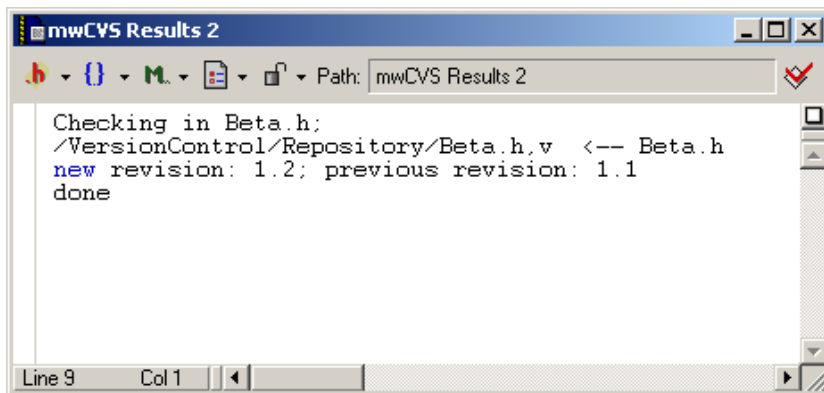 mwCVS Results 2
.h {} M.. Path: mwCVS Results 2
Checking in Beta.h;
/VersionControl/Repository/Beta.h,v  <-- Beta.h
new revision: 1.2; previous revision: 1.1
done
Line 9 Col 1